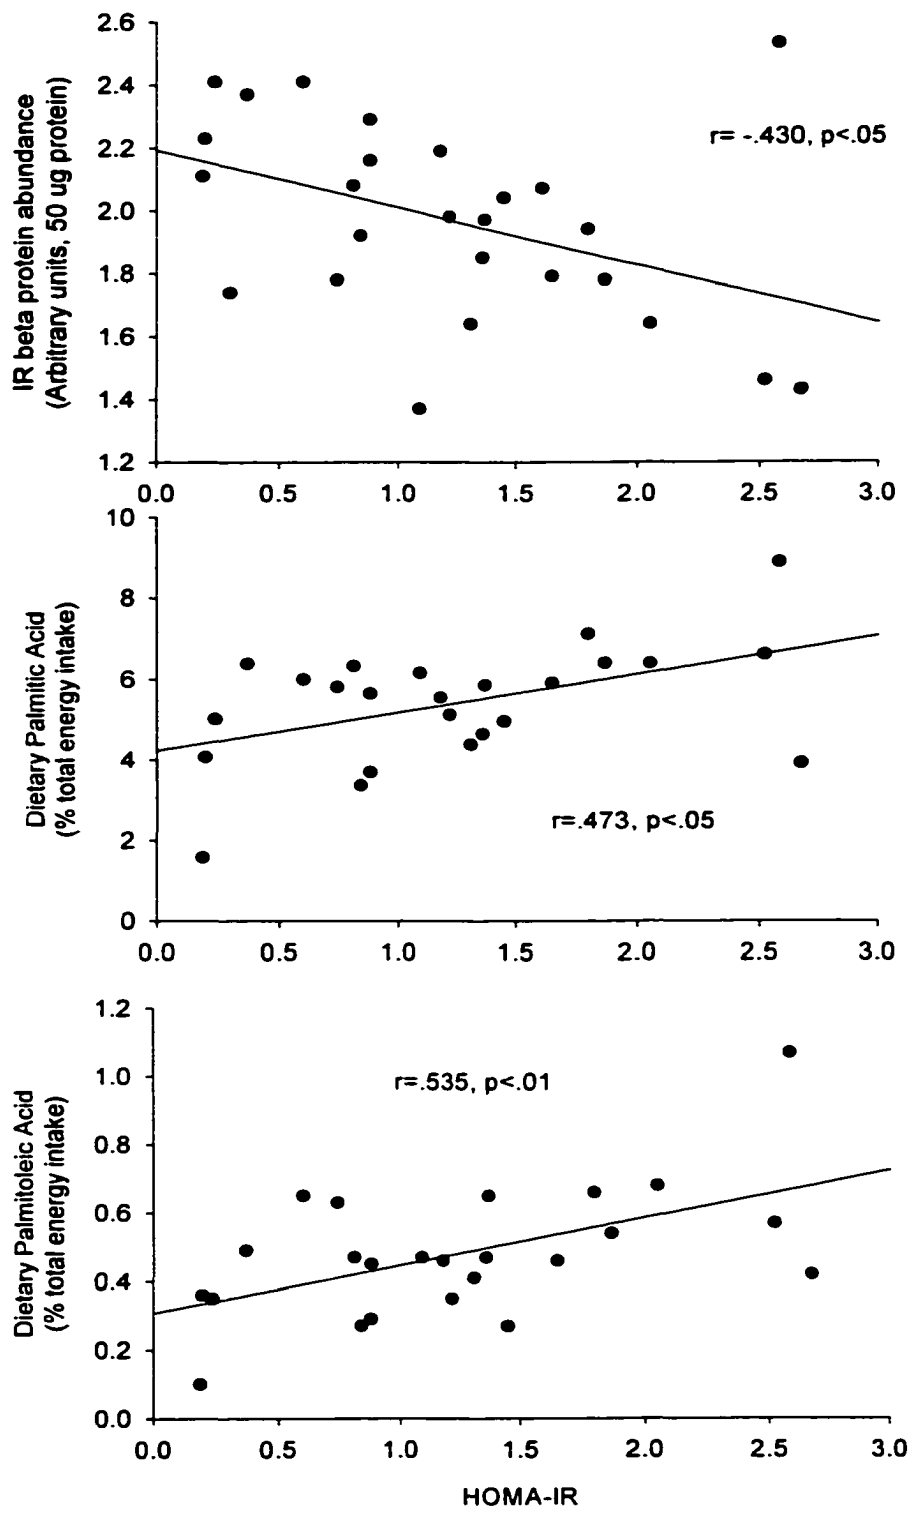 IR beta protein abundance
(Arbitrary units, 50 ug protein)
2.6
2.4
2.2
2.0
1.8
1.6
1.4
1.2
r= -.430, p<.05
0.0 0.5 1.0 1.5 2.0 2.5 3.0
Dietary Palmitic Acid
(% total energy intake)
10
8
6
4
2
0
r=.473, p<.05
0.0 0.5 1.0 1.5 2.0 2.5 3.0
Dietary Palmitoleic Acid
(% total energy intake)
1.2
1.0
0.8
0.6
0.4
0.2
0.0
r=.535, p<.01
0.0 0.5 1.0 1.5 2.0 2.5 3.0
HOMA-IR